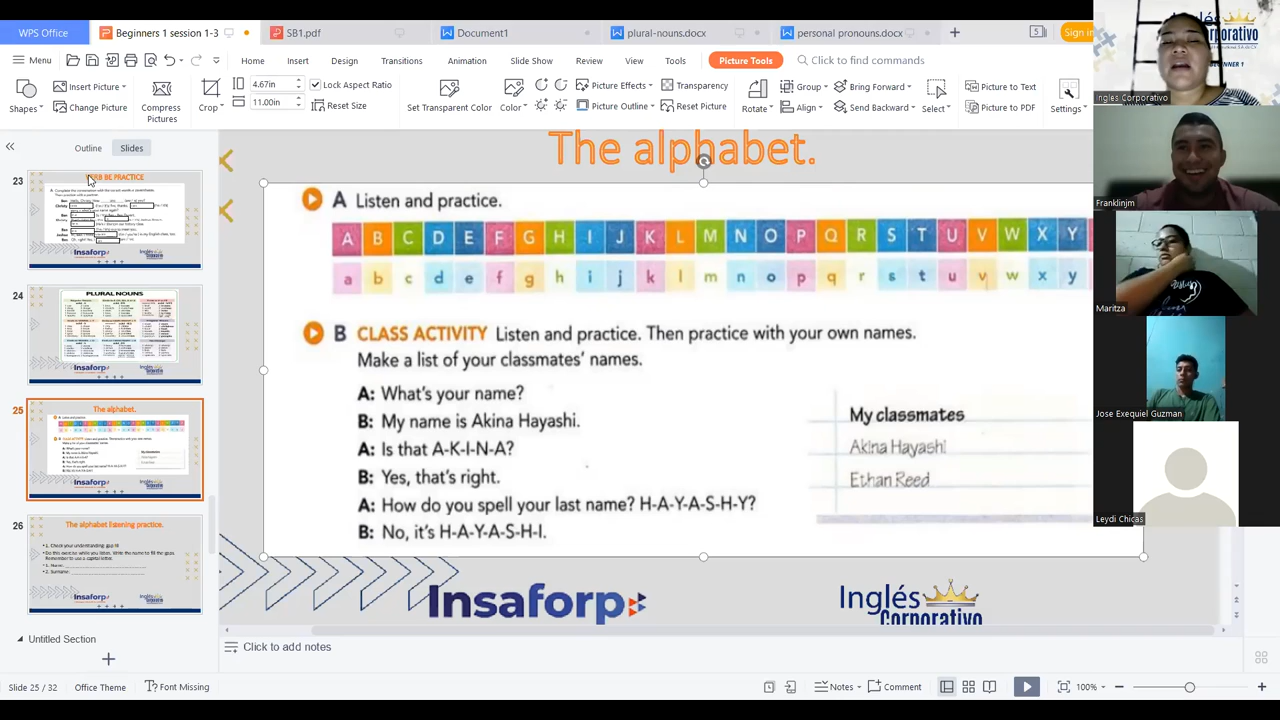 WPS Office
Beginners 1 session 1-3
SB1.pdf
Document1
plural-nouns.docx
personal pronouns.docx
Sign in
Menu
Home
Insert
Design
Transitions
Animation
Slide Show
Review
View
Tools
Picture Tools
Click to find commands
Shapes
Insert Picture
Change Picture
Compress Pictures
Crop
4.67in
11.00in
Lock Aspect Ratio
Reset Size
Transparent Color
Color
Picture Effects
Picture Outline
Transparency
Reset Picture
Rotate
Group
Align
Bring Forward
Send Backward
Select
Picture to Text
Picture to PDF
Settings
Outline
Slides
23
VERB BE PRACTICE
24
PLURAL NOUNS
25
The alphabet.
26
The alphabet listening practice.
Untitled Section
The alphabet.
A Listen and practice.
A B C D E F G H I J K L M N O P Q R S T U V W X Y
a b c d e f g h i j k l m n o p q r s t u v w x y
B CLASS ACTIVITY Listen and practice. Then practice with your own names.
Make a list of your classmates' names.
A: What's your name?
B: My name is Akina Hayashi.
A: Is that A-K-I-N-A?
B: Yes, that's right.
A: How do you spell your last name? H-A-Y-A-S-H-Y?
B: No, it's H-A-Y-A-S-H-I.
My classmates
Akina Hayashi
Ethan Reed
Insaforp
Inglés
Corporativo
Click to add notes
Slide 25 / 32
Office Theme
Font Missing
Notes
Comment
100%
Ingles Corporativo
Franklinjm
Maritza
Jose Exequiel Guzman
Leydi Chicas